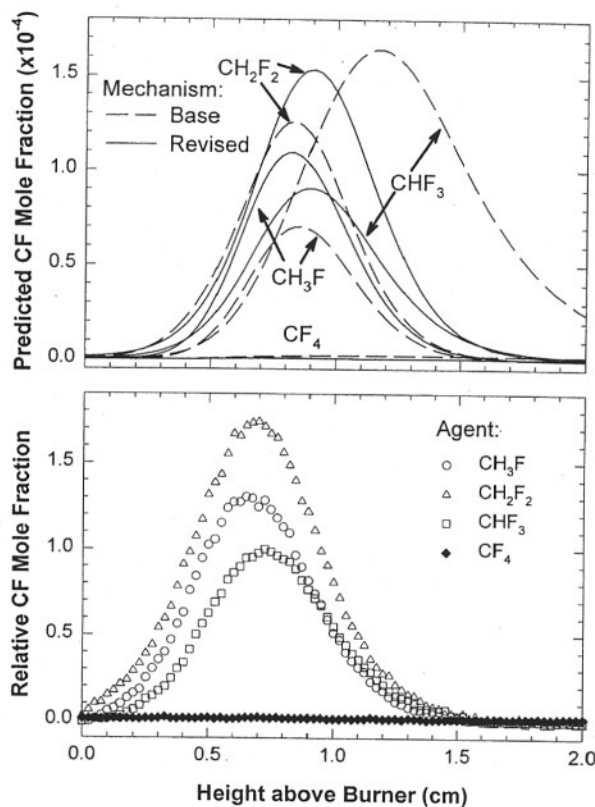 Predicted CF Mole Fraction (x10⁻⁴)
1.5
1.0
0.5
0.0
Mechanism:
Base
Revised
CH₂F₂
CHF₃
CH₃F
CF₄
Relative CF Mole Fraction
1.5
1.0
0.5
0.0
Agent:
CH₃F
CH₂F₂
CHF₃
CF₄
0.0 0.5 1.0 1.5 2.0
Height above Burner (cm)